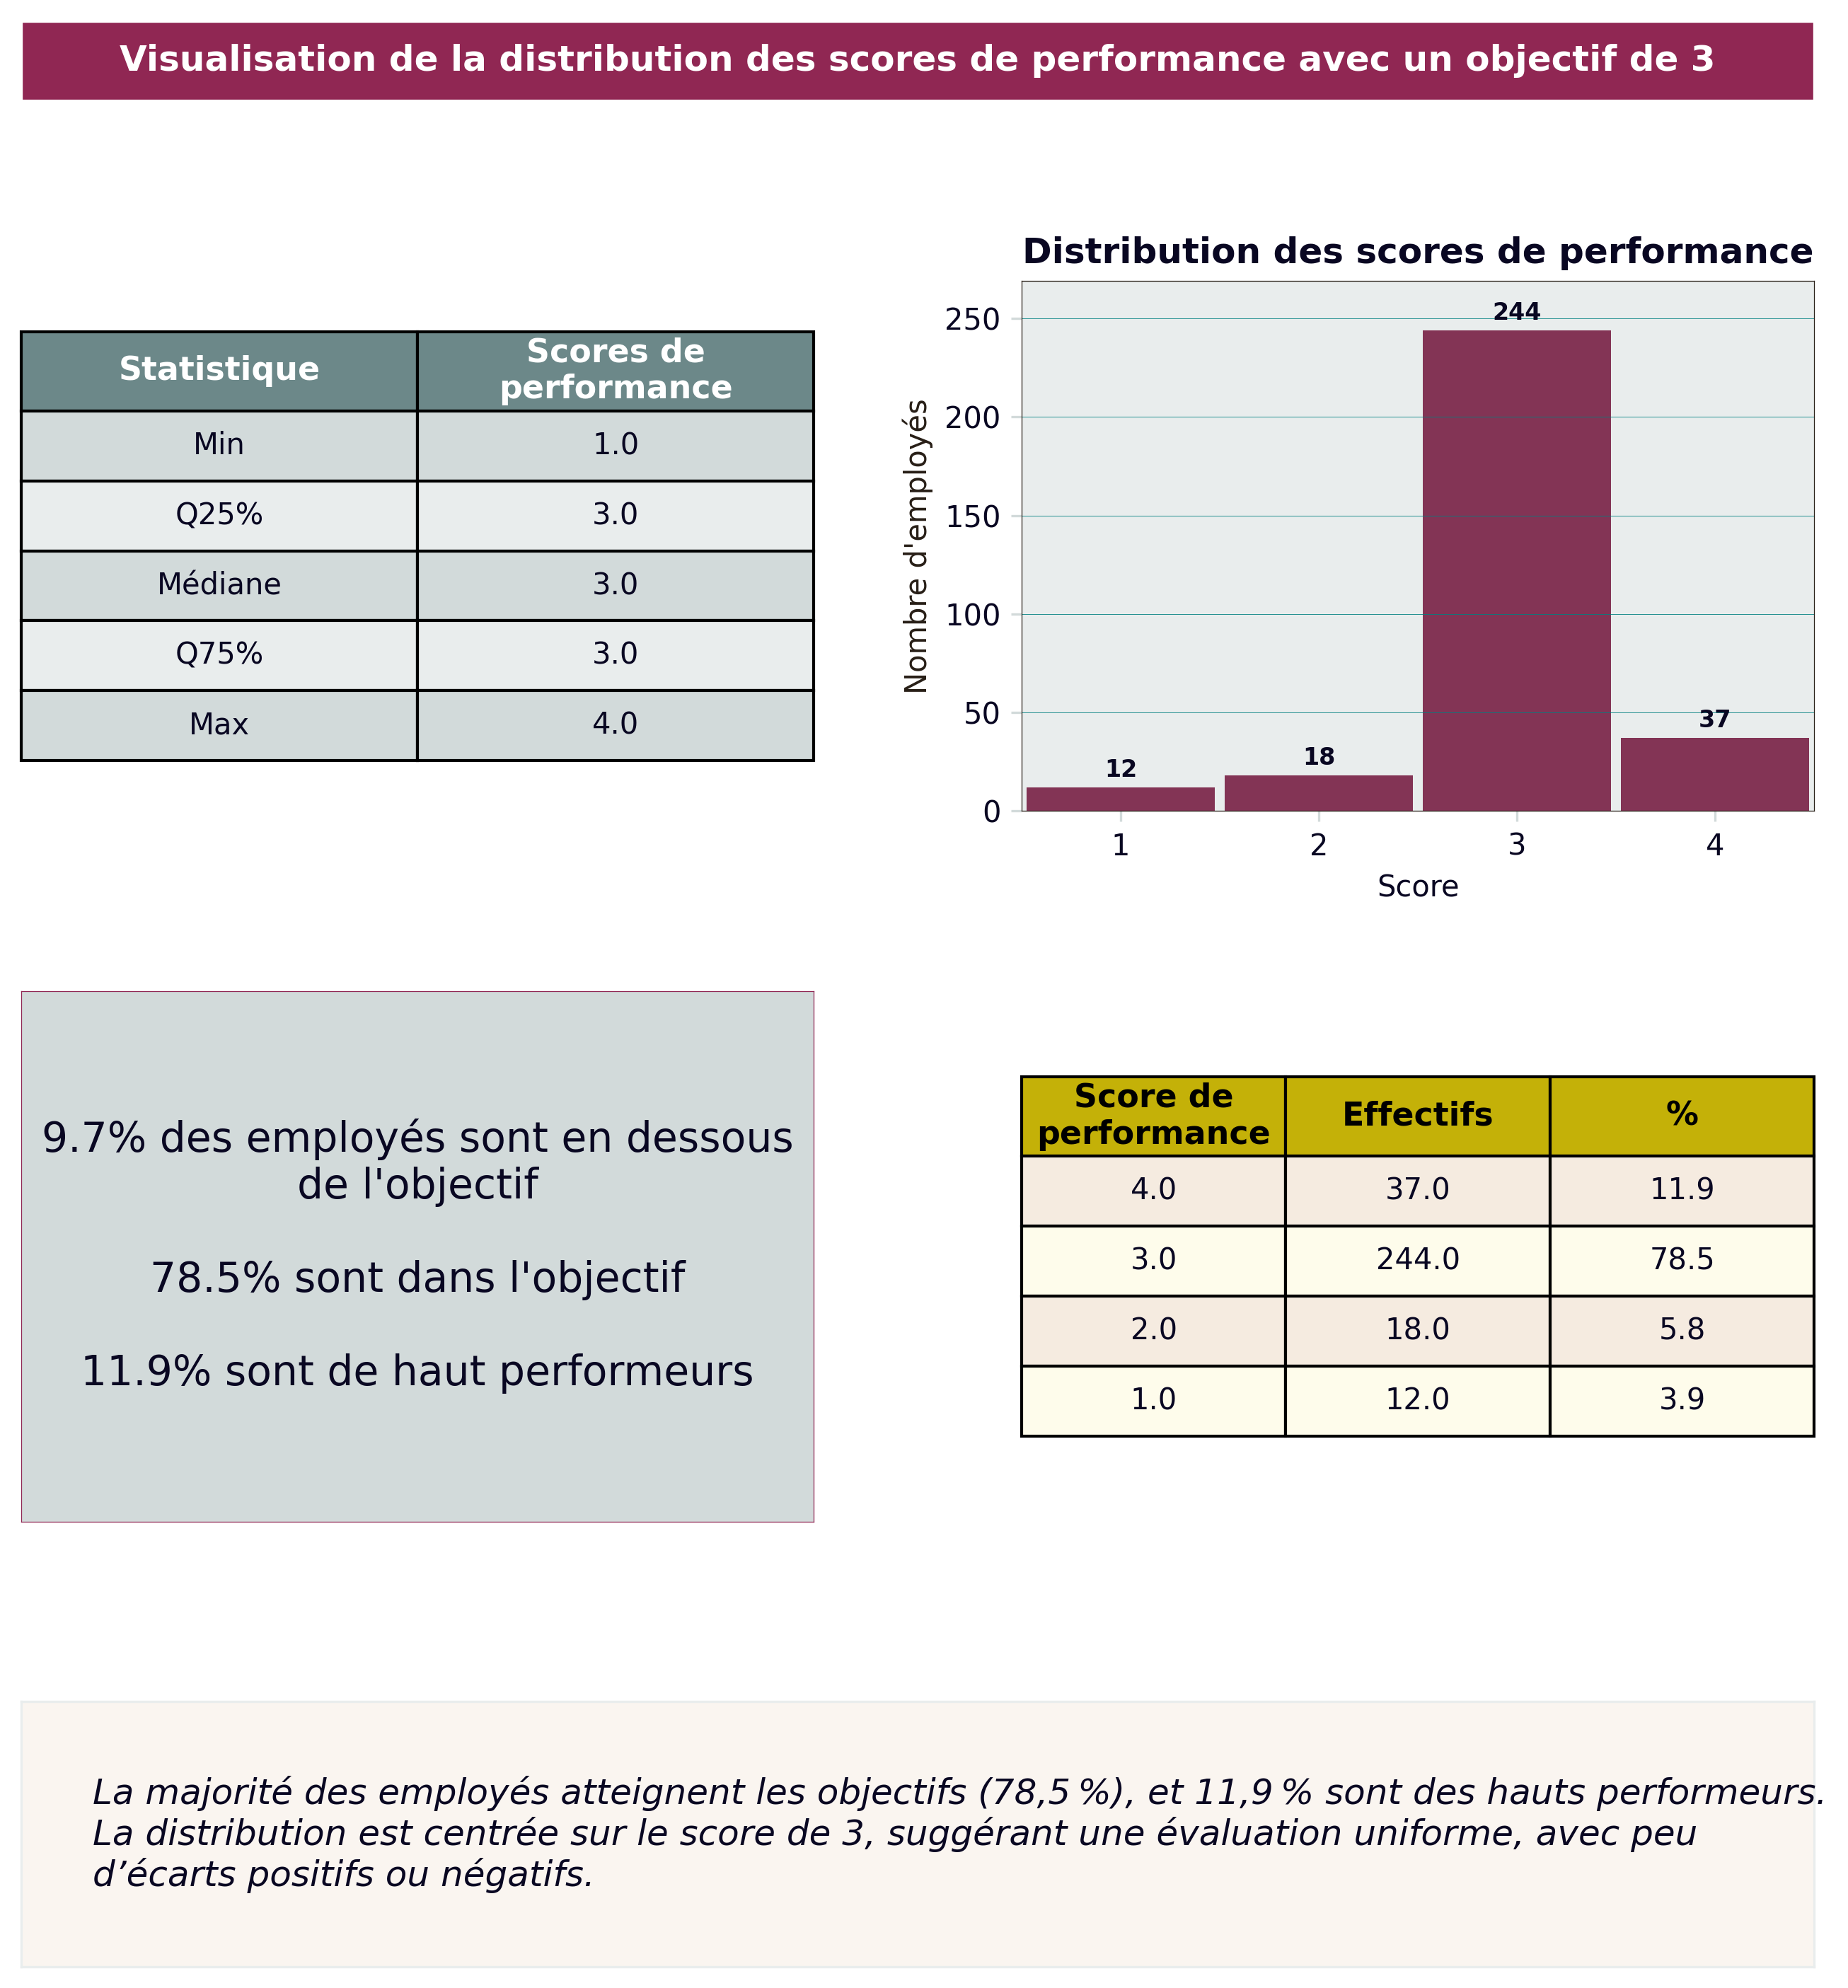 Visualisation de la distribution des scores de performance avec un objectif de 3
Statistique
Scores de
performance
Min
1.0
Q25%
3.0
Médiane
3.0
Q75%
3.0
Max
4.0
Distribution des scores de performance
Nombre d'employés
250
200
150
100
50
0
12
18
244
37
1
2
3
4
Score
9.7% des employés sont en dessous
de l'objectif
78.5% sont dans l'objectif
11.9% sont de haut performeurs
Score de
performance
Effectifs
%
4.0
37.0
11.9
3.0
244.0
78.5
2.0
18.0
5.8
1.0
12.0
3.9
La majorité des employés atteignent les objectifs (78,5 %), et 11,9 % sont des hauts performeurs.
La distribution est centrée sur le score de 3, suggérant une évaluation uniforme, avec peu
d’écarts positifs ou négatifs.